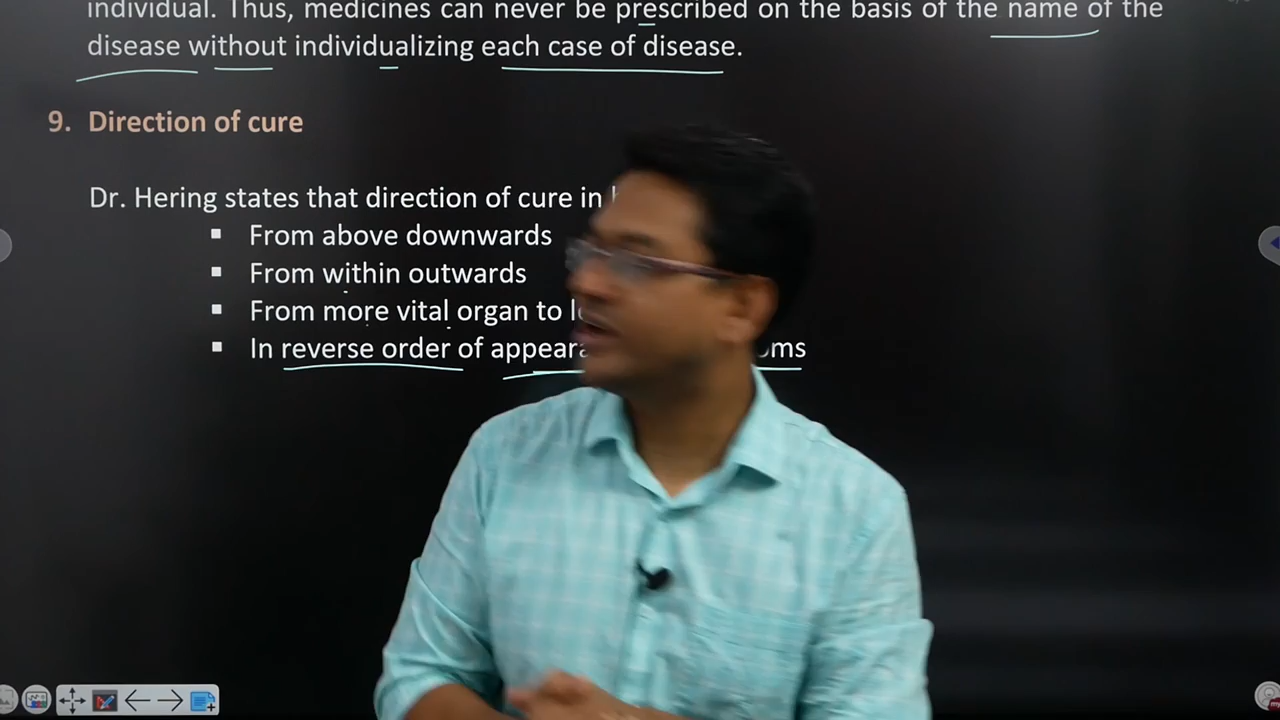 individual. Thus, medicines can never be prescribed on the basis of the name of the
disease without individualizing each case of disease.
9. Direction of cure
Dr. Hering states that direction of cure in
▪ From above downwards
▪ From within outwards
▪ From more vital organ to
▪ In reverse order of